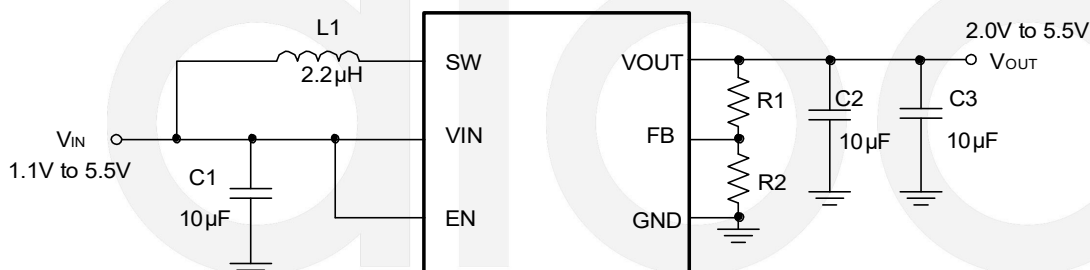 L1
2.2µH
SW
VIN
EN
VIN
1.1V to 5.5V
C1
10µF
VOUT
FB
GND
R1
R2
C2
10µF
C3
10µF
2.0V to 5.5V
VOUT